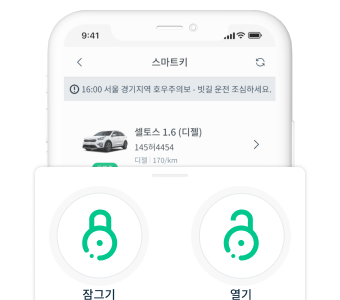 9:41
스마트키
16:00 서울 경기지역 호우주의보 - 빗길 운전 조심하세요.
셀토스 1.6 (디젤)
145허4454
디젤 | 170/km
잠그기
열기